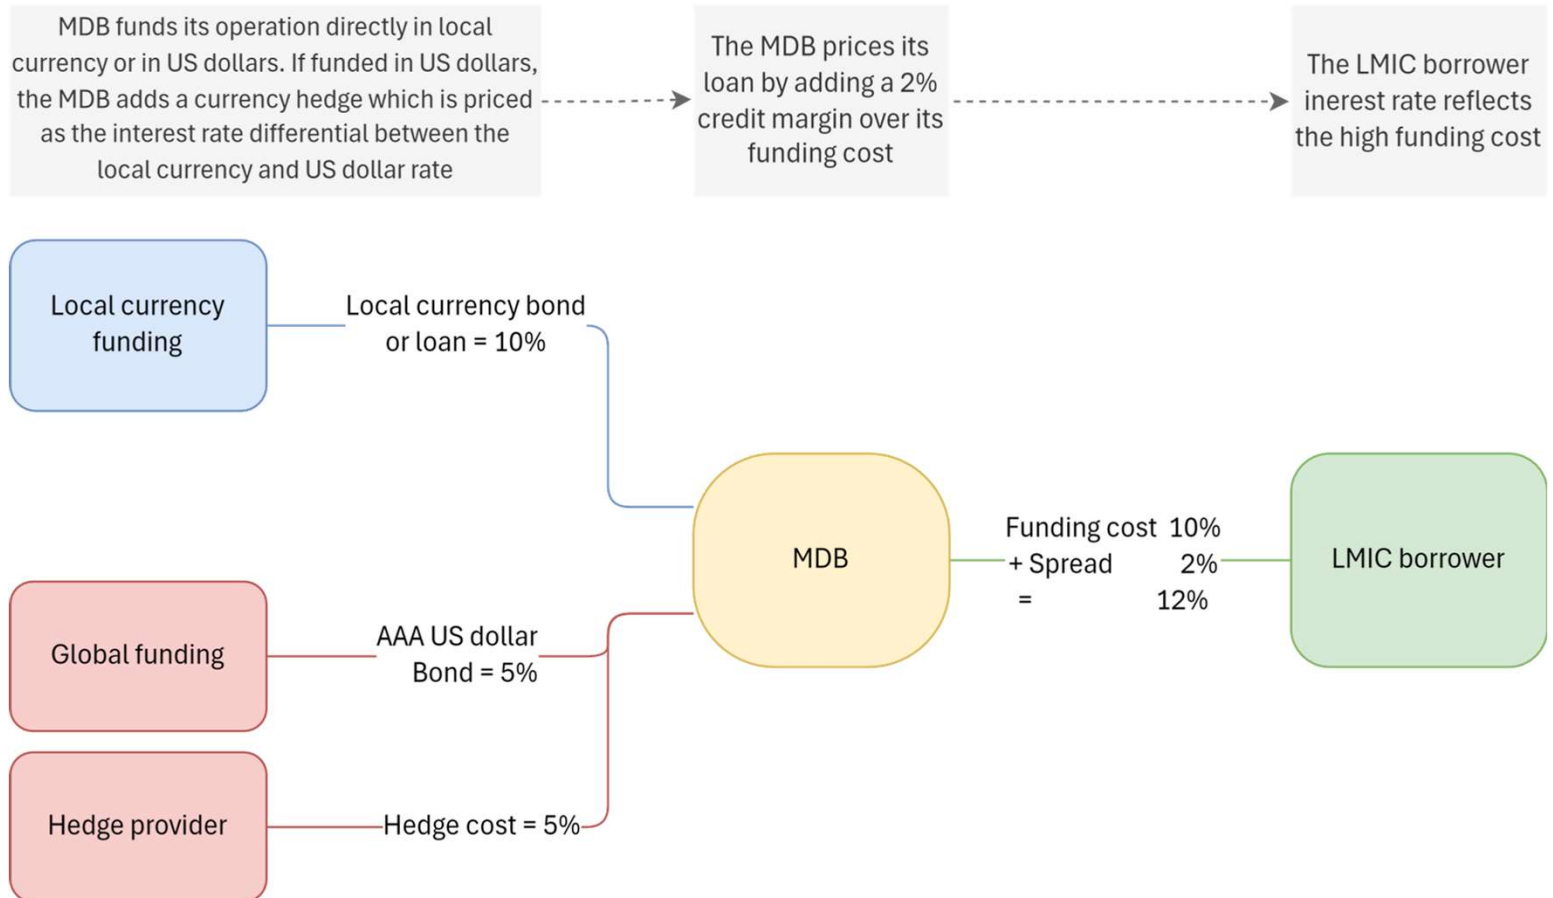 MDB funds its operation directly in local
currency or in US dollars. If funded in US dollars,
the MDB adds a currency hedge which is priced
as the interest rate differential between the
local currency and US dollar rate
The MDB prices its
loan by adding a 2%
credit margin over its
funding cost
The LMIC borrower
inerest rate reflects
the high funding cost
Local currency
funding
Local currency bond
or loan = 10%
MDB
Funding cost 10%
+ Spread 2%
= 12%
LMIC borrower
Global funding
AAA US dollar
Bond = 5%
Hedge provider
Hedge cost = 5%